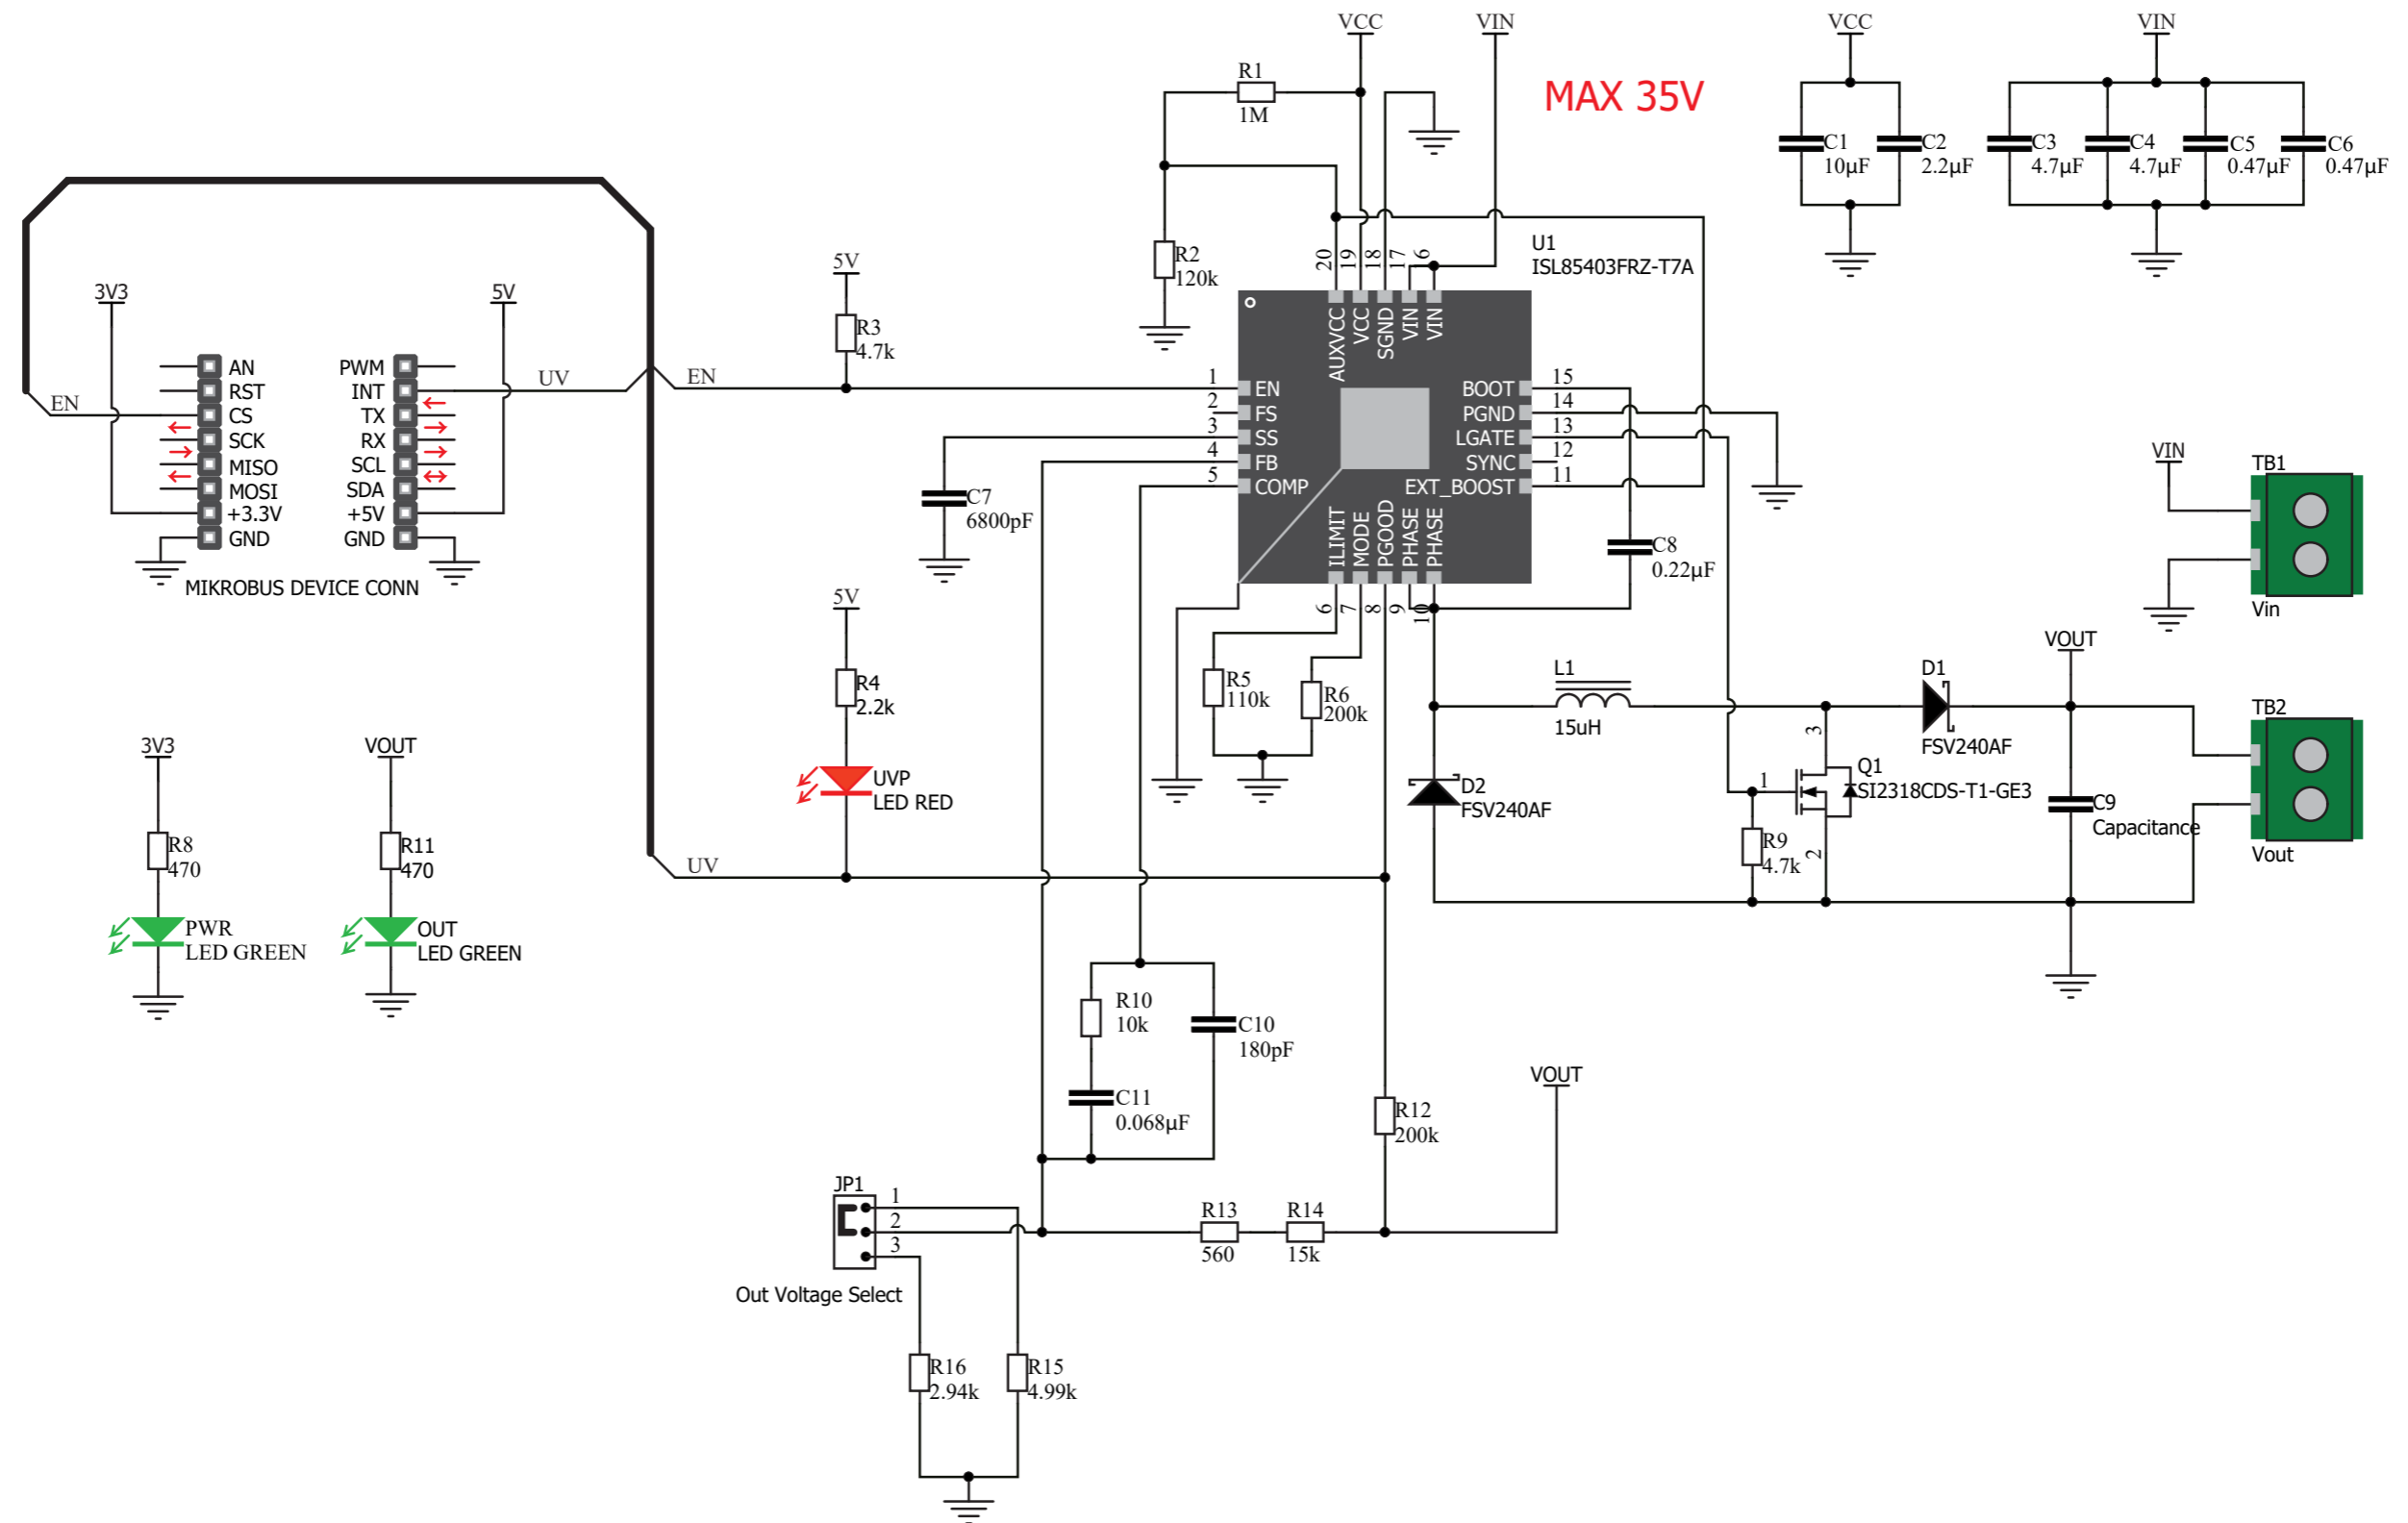 VCC
VIN
VCC
VIN
MAX 35V
R1
1M
C1
10µF
C2
2.2µF
C3
4.7µF
C4
4.7µF
C5
0.47µF
C6
0.47µF
R2
120k
U1
ISL85403FRZ-T7A
20
19
18
17
6
AUXVCC
VCC
SGND
VIN
VIN
3V3
5V
5V
R3
4.7k
AN
RST
CS
SCK
MISO
MOSI
+3.3V
GND
PWM
INT
TX
RX
SCL
SDA
+5V
GND
EN
UV
MIKROBUS DEVICE CONN
EN
1
2
3
4
5
EN
FS
SS
FB
COMP
BOOT
PGND
LGATE
SYNC
EXT_BOOST
15
14
13
12
11
ILIMIT
MODE
PGOOD
PHASE
PHASE
6
7
8
9
10
C7
6800pF
C8
0.22µF
VIN
TB1
Vin
5V
R4
2.2k
UVP
LED RED
R5
110k
R6
200k
L1
15uH
D1
FSV240AF
VOUT
TB2
Vout
D2
FSV240AF
3
1
2
Q1
SI2318CDS-T1-GE3
R9
4.7k
C9
Capacitance
3V3
R8
470
PWR
LED GREEN
VOUT
R11
470
OUT
LED GREEN
UV
R10
10k
C10
180pF
C11
0.068µF
R12
200k
VOUT
JP1
1
2
3
Out Voltage Select
R13
560
R14
15k
R16
2.94k
R15
4.99k